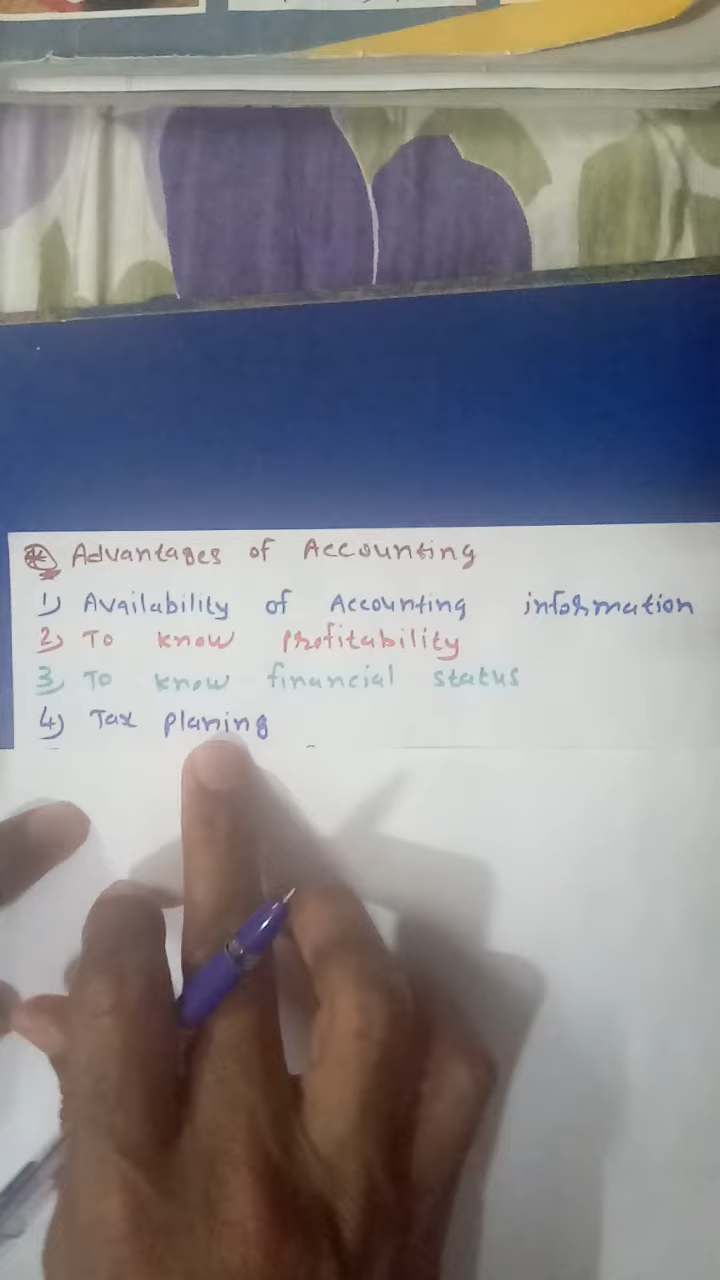 Advantages of Accounting
1) Availability of Accounting information
2) To know profitability
3) To know financial status
4) Tax planing